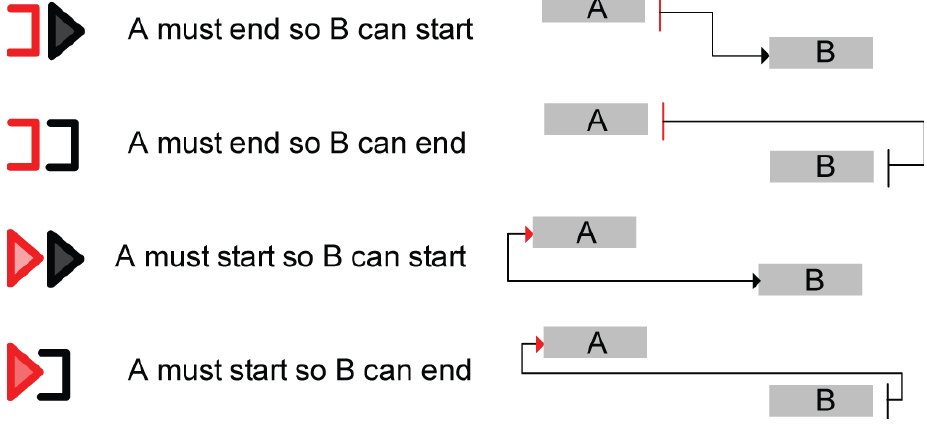 A must end so B can start
A
B
A must end so B can end
A
B
A must start so B can start
A
B
A must start so B can end
A
B